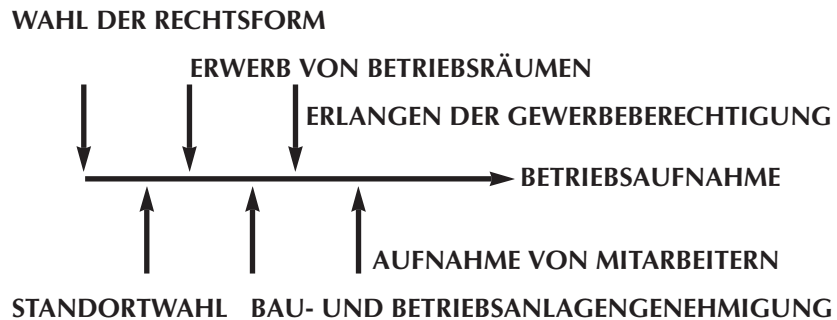 WAHL DER RECHTSFORM
ERWERB VON BETRIEBSRÄUMEN
ERLANGEN DER GEWERBEBERECHTIGUNG
BETRIEBSAUFNAHME
AUFNAHME VON MITARBEITERN
STANDORTWAHL BAU- UND BETRIEBSANLAGENGENEHMIGUNG